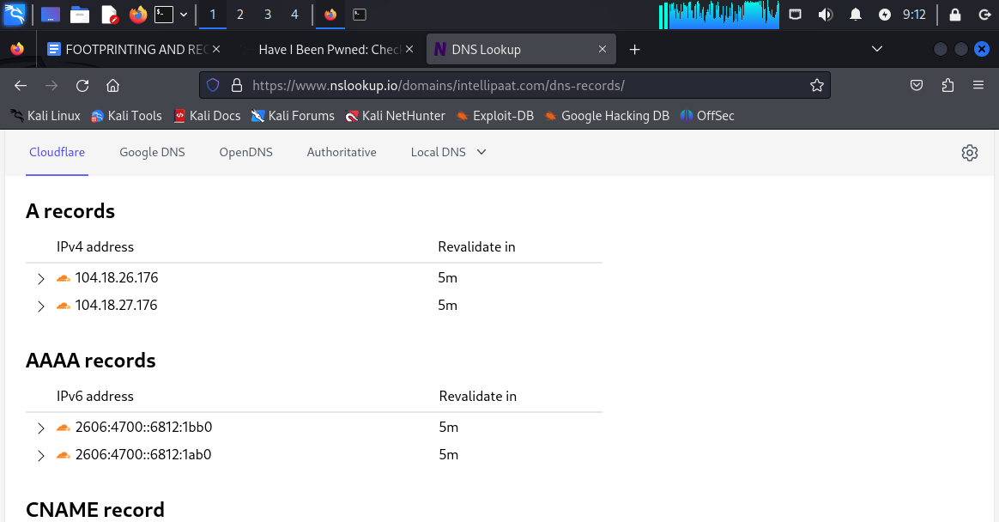 1 2 3 4 9:12
FOOTPRINTING AND REC Have I Been Pwned: Chec DNS Lookup
https://www.nslookup.io/domains/intellipaat.com/dns-records/
Kali Linux Kali Tools Kali Docs Kali Forums Kali NetHunter Exploit-DB Google Hacking DB OffSec
Cloudflare Google DNS OpenDNS Authoritative Local DNS
A records
IPv4 address Revalidate in
104.18.26.176 5m
104.18.27.176 5m
AAAA records
IPv6 address Revalidate in
2606:4700::6812:1bb0 5m
2606:4700::6812:1ab0 5m
CNAME record